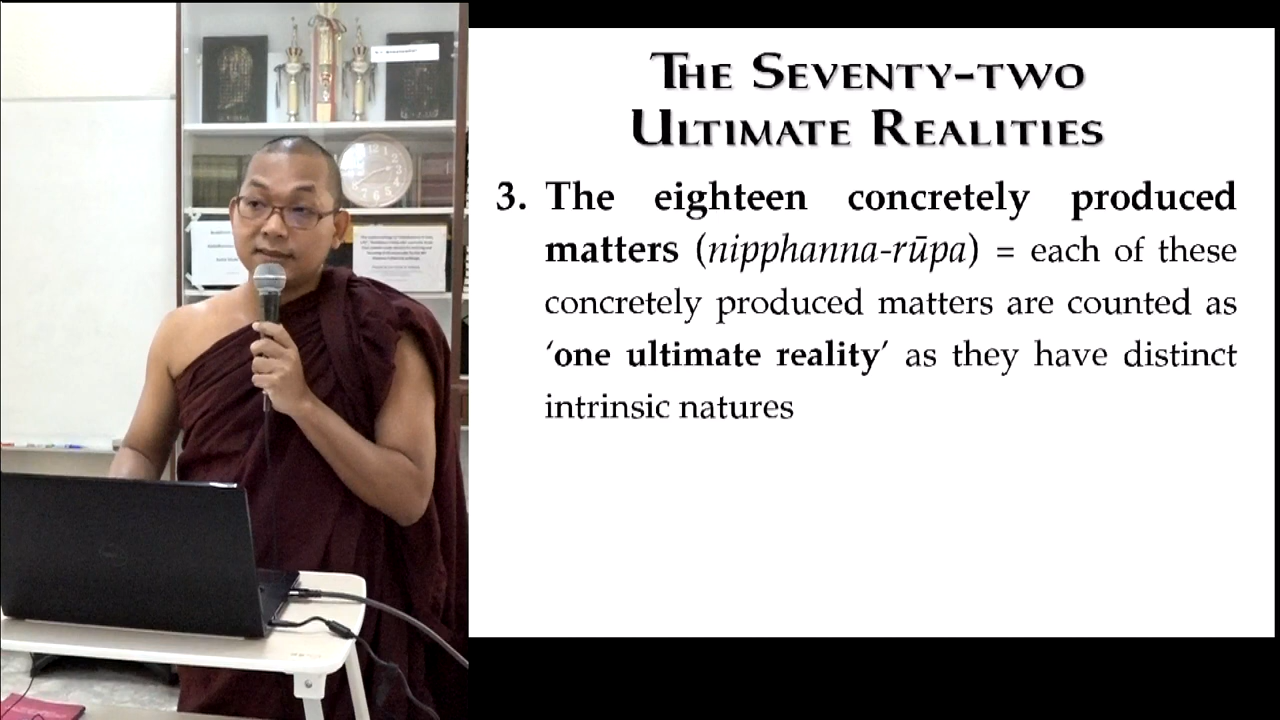 THE SEVENTY-TWO
ULTIMATE REALITIES
3. The eighteen concretely produced
matters (nipphanna-rūpa) = each of these
concretely produced matters are counted as
‘one ultimate reality’ as they have distinct
intrinsic natures